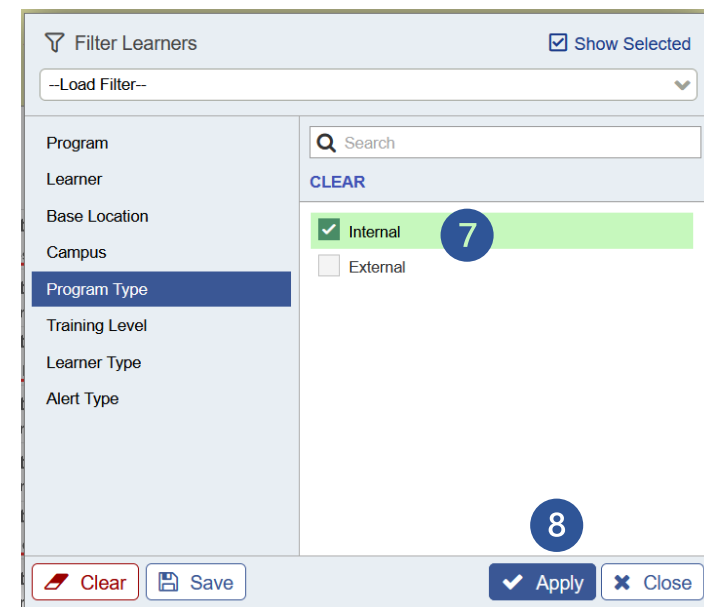 Filter Learners
Show Selected
--Load Filter--
Program
Learner
Base Location
Campus
Program Type
Training Level
Learner Type
Alert Type
Search
CLEAR
Internal
7
External
8
Clear
Save
Apply
Close